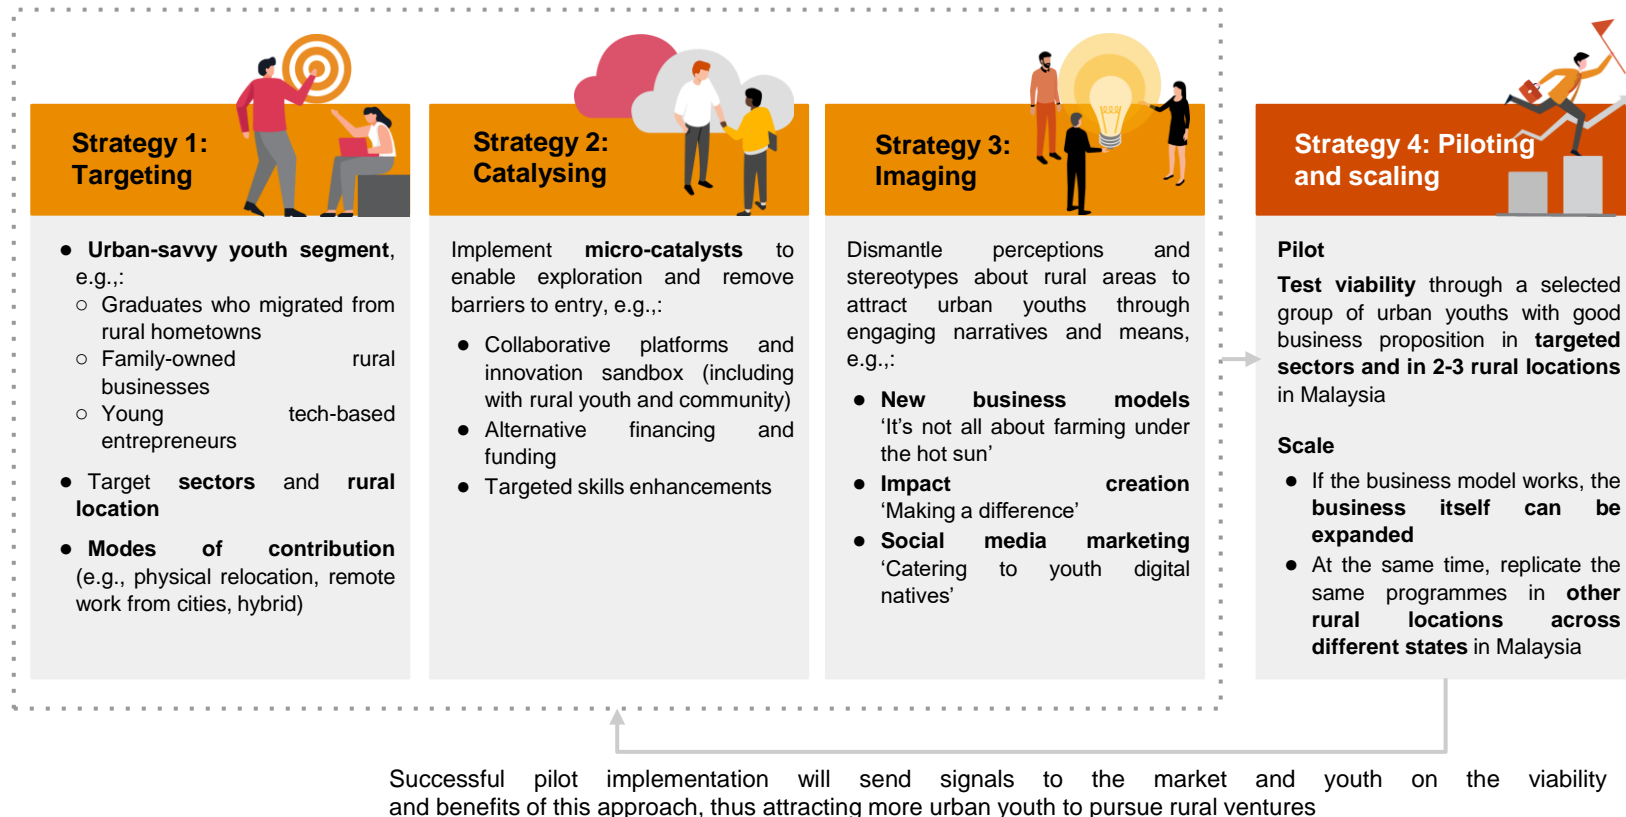 Strategy 1:
Targeting
● Urban-savvy youth segment,
e.g.,:
○ Graduates who migrated from
rural hometowns
○ Family-owned rural
businesses
○ Young tech-based
entrepreneurs
● Target sectors and rural
location
● Modes of contribution
(e.g., physical relocation, remote
work from cities, hybrid)
Strategy 2:
Catalysing
Implement micro-catalysts to
enable exploration and remove
barriers to entry, e.g.,:
● Collaborative platforms and
innovation sandbox (including
with rural youth and community)
● Alternative financing and
funding
● Targeted skills enhancements
Strategy 3:
Imaging
Dismantle perceptions and
stereotypes about rural areas to
attract urban youths through
engaging narratives and means,
e.g.,:
● New business models
‘It’s not all about farming under
the hot sun’
● Impact creation
‘Making a difference’
● Social media marketing
‘Catering to youth digital
natives’
Strategy 4: Piloting
and scaling
Pilot
Test viability through a selected
group of urban youths with good
business proposition in targeted
sectors and in 2-3 rural locations
in Malaysia
Scale
● If the business model works, the
business itself can be
expanded
● At the same time, replicate the
same programmes in other
rural locations across
different states in Malaysia
Successful pilot implementation will send signals to the market and youth on the viability
and benefits of this approach, thus attracting more urban youth to pursue rural ventures